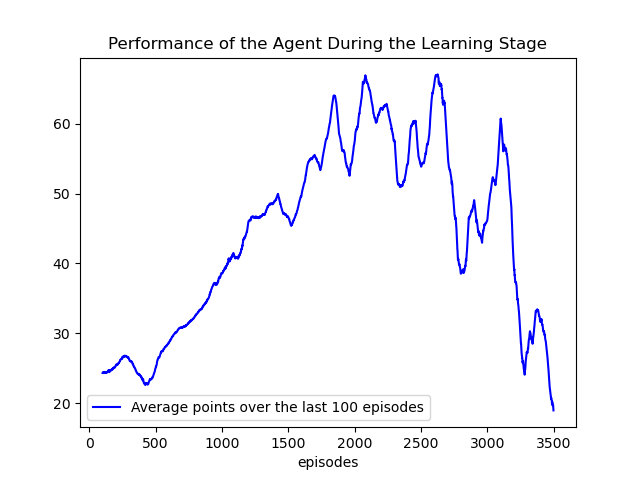 Performance of the Agent During the Learning Stage
60
50
40
30
20
Average points over the last 100 episodes
0 500 1000 1500 2000 2500 3000 3500
episodes